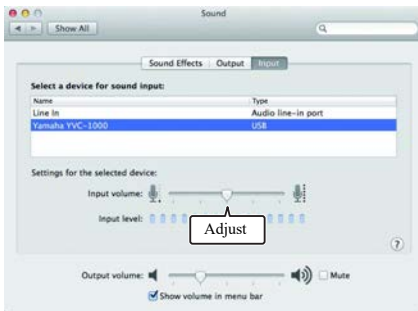 Sound
Show All
Sound Effects Output Input
Select a device for sound input:
Name Type
Line In Audio line-in port
Yamaha YVC-1000 USB
Settings for the selected device:
Input volume:
Input level:
Adjust
?
Output volume: Mute
Show volume in menu bar